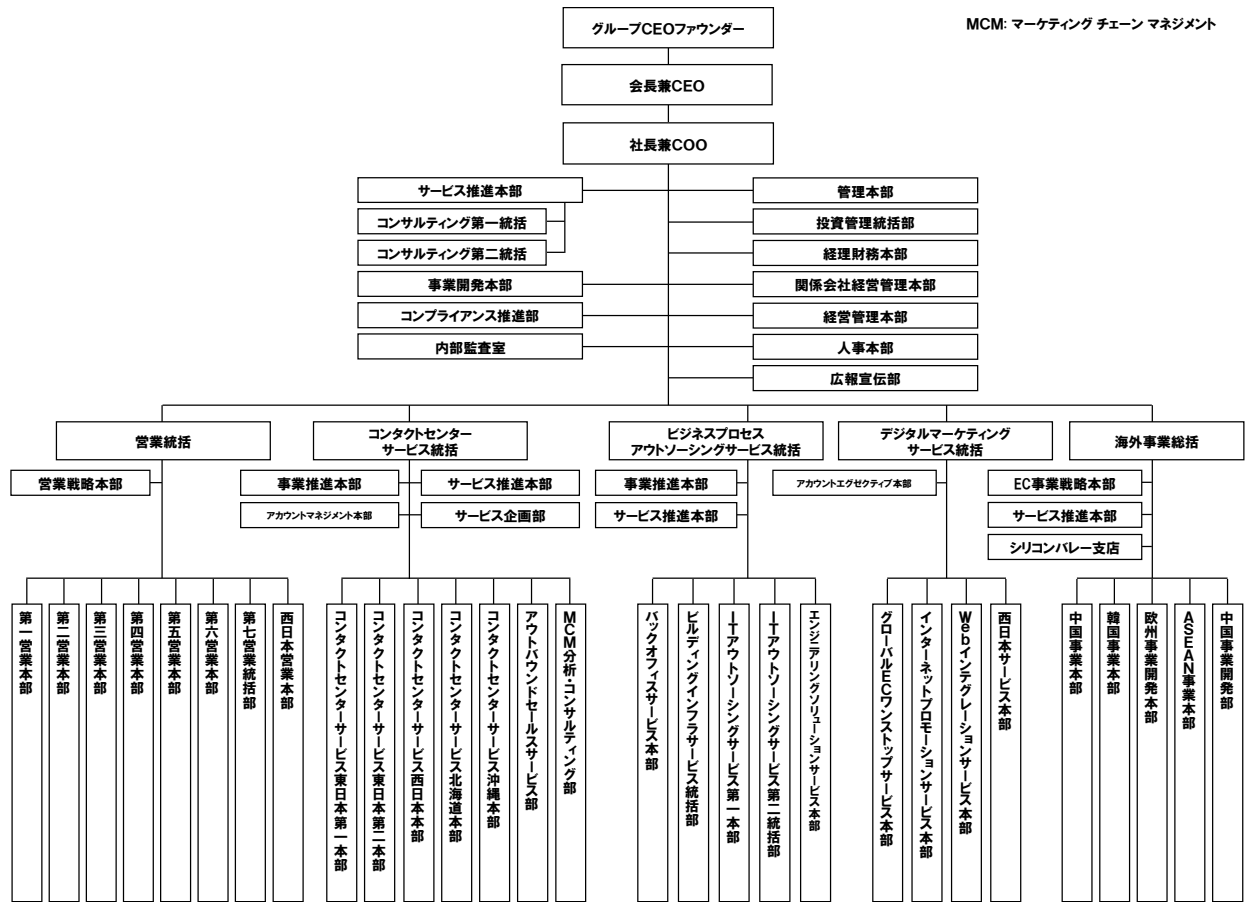 MCM: マーケティング チェーン マネジメント
グループCEOファウンダー
会長兼CEO
社長兼COO
サービス推進本部
コンサルティング第一統括
コンサルティング第二統括
事業開発本部
コンプライアンス推進部
内部監査室
管理本部
投資管理統括部
経理財務本部
関係会社経営管理本部
経営管理本部
人事本部
広報宣伝部
営業統括
営業戦略本部
第一営業本部
第二営業本部
第三営業本部
第四営業本部
第五営業本部
第六営業本部
第七営業統括部
西日本営業本部
コンタクトセンター
サービス統括
事業推進本部
サービス推進本部
アカウントマネジメント本部
サービス企画部
コンタクトセンターサービス東日本第一本部
コンタクトセンターサービス東日本第二本部
コンタクトセンターサービス西日本本部
コンタクトセンターサービス北海道本部
コンタクトセンターサービス沖縄本部
アウトバウンドセールスサービス部
MCM分析・コンサルティング部
ビジネスプロセス
アウトソーシングサービス統括
事業推進本部
サービス推進本部
バックオフィスサービス本部
ビルディングインフラサービス統括部
ITアウトソーシングサービス第一本部
ITアウトソーシングサービス第二統括部
エンジニアリングソリューションサービス本部
デジタルマーケティング
サービス統括
アカウントエグゼクティブ本部
グローバルECワンストップサービス本部
インターネットプロモーションサービス本部
Webインテグレーションサービス本部
西日本サービス本部
海外事業総括
EC事業戦略本部
サービス推進本部
シリコンバレー支店
中国事業本部
韓国事業本部
欧州事業開発本部
ASEAN事業本部
中国事業開発部